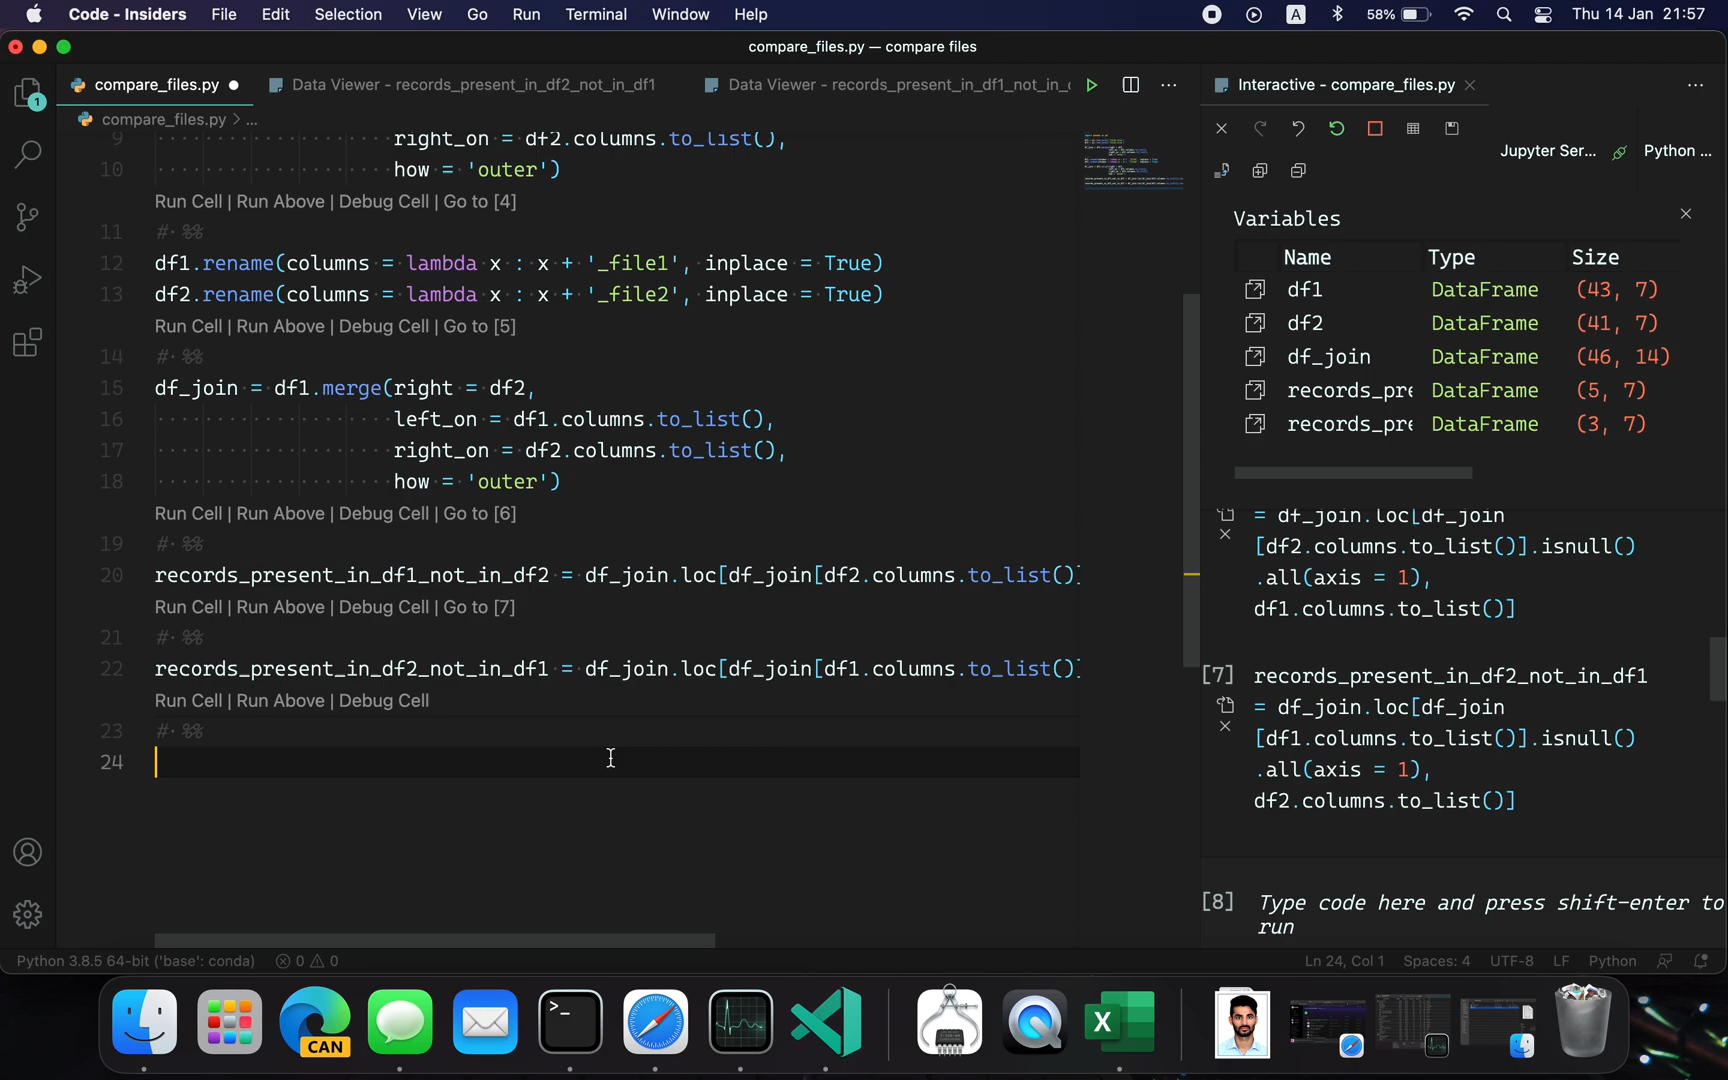 Code - Insiders File Edit Selection View Go Run Terminal Window Help A 58% Thu 14 Jan 21:57
compare_files.py — compare files
1 compare_files.py Data Viewer - records_present_in_df2_not_in_df1 Data Viewer - records_present_in_df1_not_in_ Interactive - compare_files.py
compare_files.py > ...
9 right_on = df2.columns.to_list(),
10 how = 'outer')
Run Cell | Run Above | Debug Cell | Go to [4]
11 # %%
12 df1.rename(columns = lambda x : x + '_file1', inplace = True)
13 df2.rename(columns = lambda x : x + '_file2', inplace = True)
Run Cell | Run Above | Debug Cell | Go to [5]
14 # %%
15 df_join = df1.merge(right = df2,
16 left_on = df1.columns.to_list(),
17 right_on = df2.columns.to_list(),
18 how = 'outer')
Run Cell | Run Above | Debug Cell | Go to [6]
19 # %%
20 records_present_in_df1_not_in_df2 = df_join.loc[df_join[df2.columns.to_list()]
Run Cell | Run Above | Debug Cell | Go to [7]
21 # %%
22 records_present_in_df2_not_in_df1 = df_join.loc[df_join[df1.columns.to_list()]
Run Cell | Run Above | Debug Cell
23 # %%
24
Jupyter Ser... Python ...
Variables
Name Type Size
df1 DataFrame (43, 7)
df2 DataFrame (41, 7)
df_join DataFrame (46, 14)
records_pre DataFrame (5, 7)
records_pre DataFrame (3, 7)
= df_join.loc[df_join
[df2.columns.to_list()].isnull()
.all(axis = 1),
df1.columns.to_list()]
[7] records_present_in_df2_not_in_df1
= df_join.loc[df_join
[df1.columns.to_list()].isnull()
.all(axis = 1),
df2.columns.to_list()]
[8] Type code here and press shift-enter to
run
Python 3.8.5 64-bit ('base': conda) 0 0 Ln 24, Col 1 Spaces: 4 UTF-8 LF Python
CAN
X